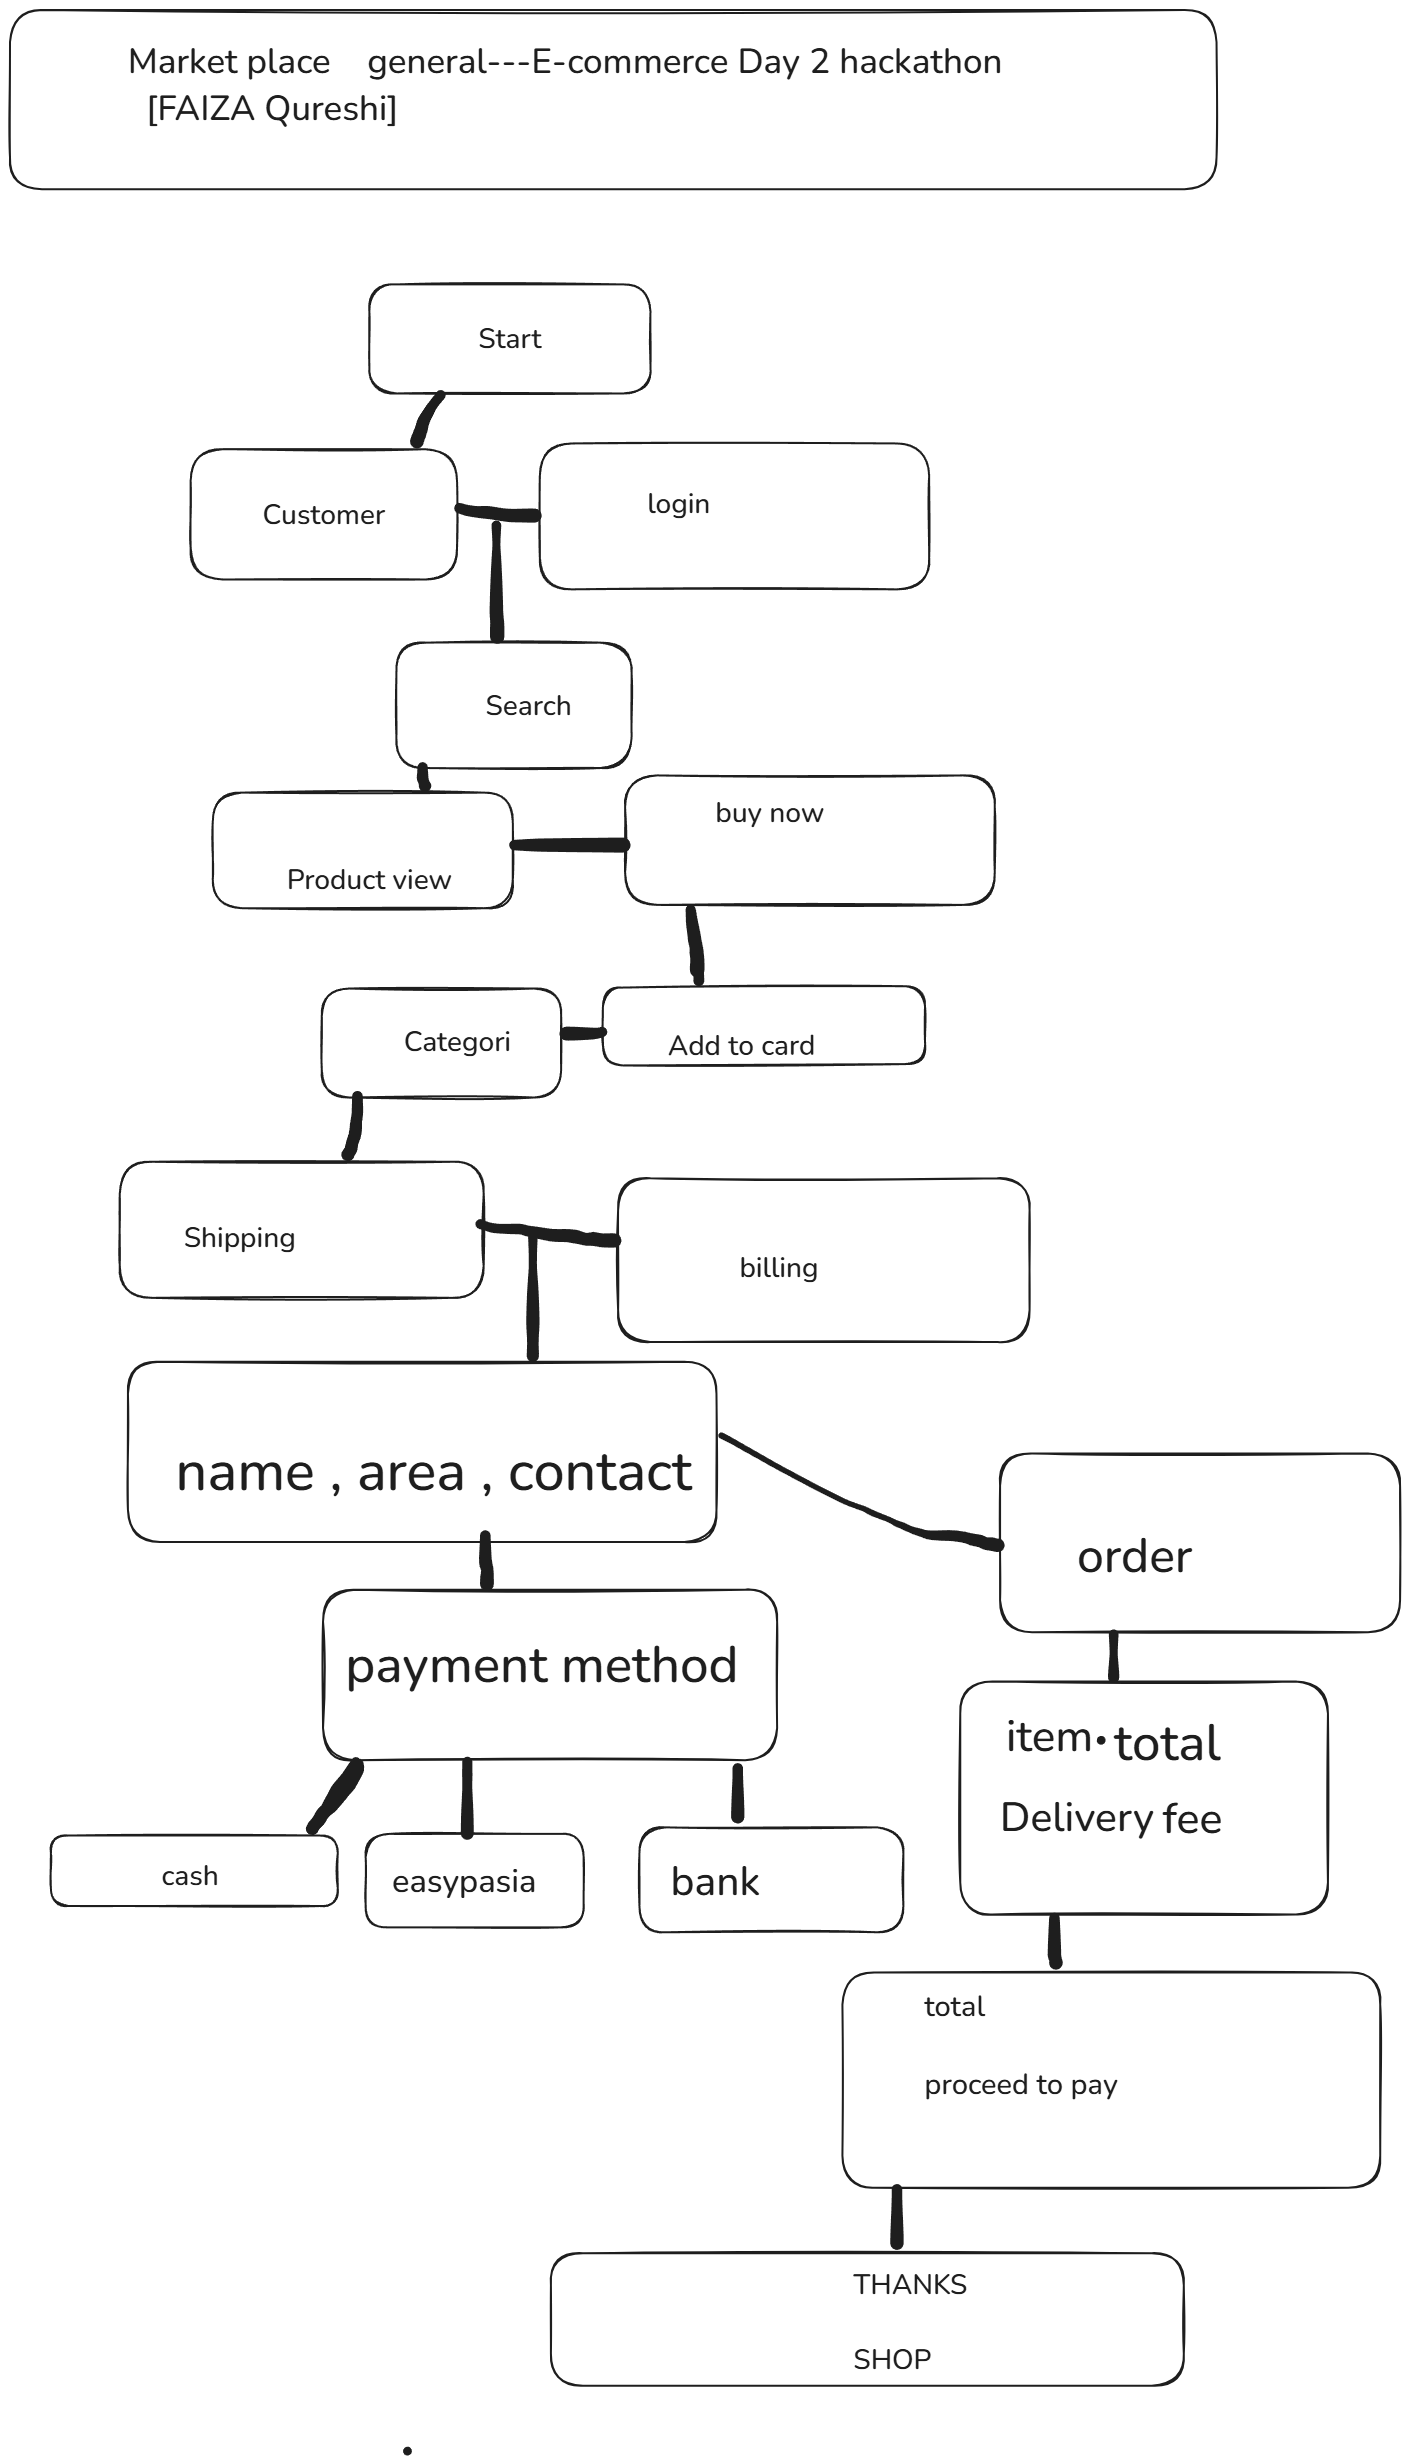 Market place general---E-commerce Day 2 hackathon
[FAIZA Qureshi]
Start
Customer
login
Search
buy now
Product view
Categori
Add to card
Shipping
billing
name , area , contact
order
payment method
item•total
Delivery fee
cash
easypasia
bank
total
proceed to pay
THANKS
SHOP